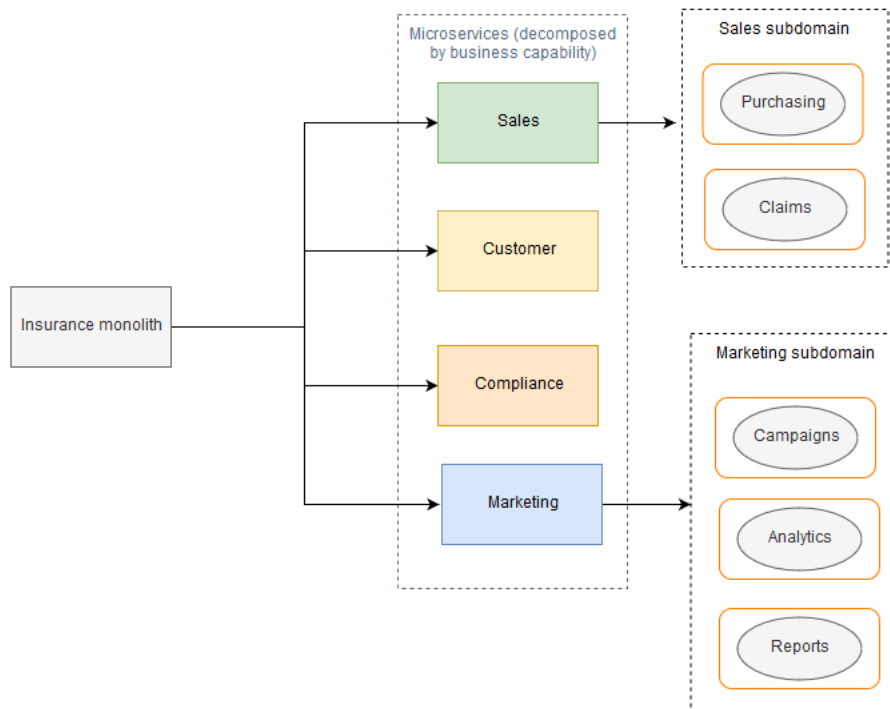 Insurance monolith
Microservices (decomposed
by business capability)
Sales
Customer
Compliance
Marketing
Sales subdomain
Purchasing
Claims
Marketing subdomain
Campaigns
Analytics
Reports